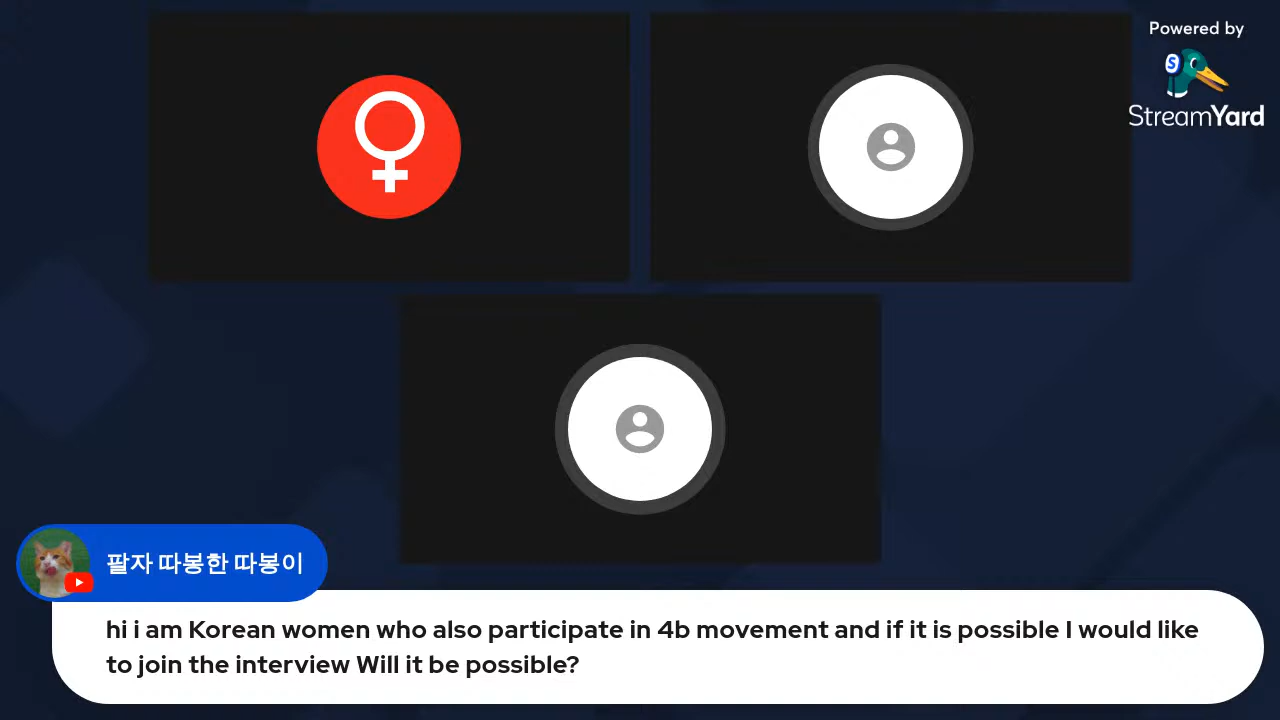 Powered by
StreamYard
팔자 따봉한 따봉이
hi i am Korean women who also participate in 4b movement and if it is possible I would like
to join the interview Will it be possible?